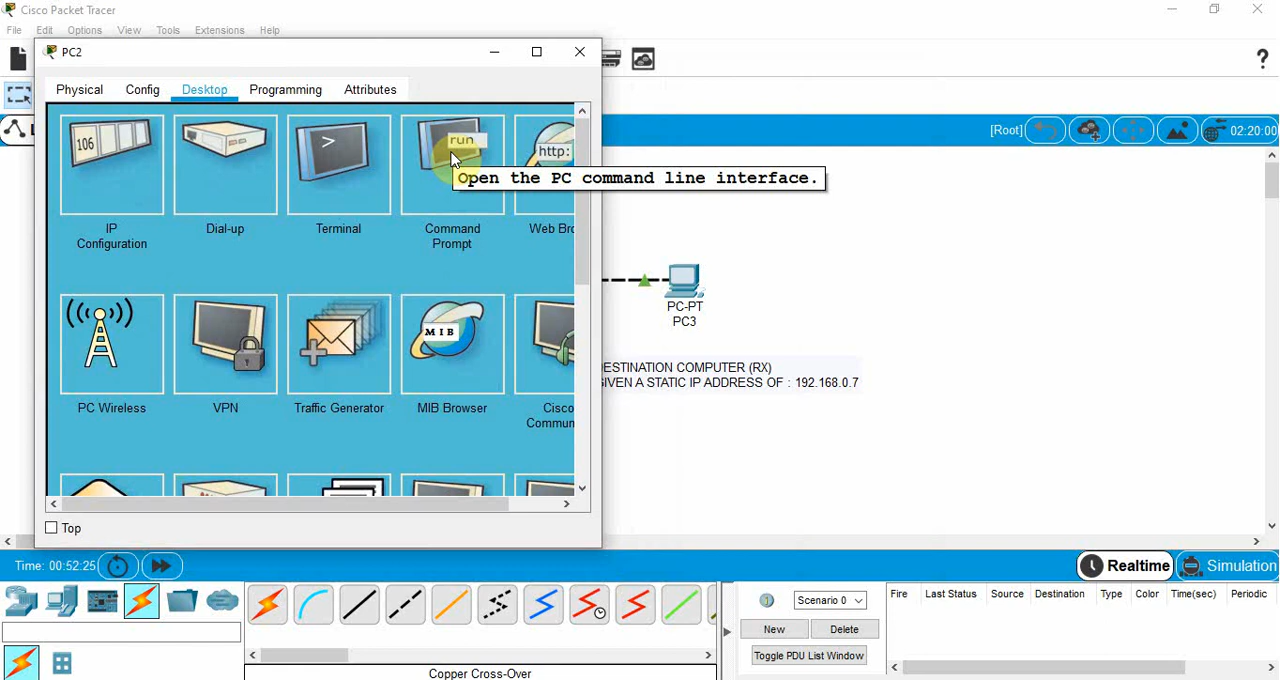 Cisco Packet Tracer
File Edit Options View Tools Extensions Help
PC2
Physical Config Desktop Programming Attributes
106
>
run
http:
Open the PC command line interface.
IP
Configuration
Dial-up
Terminal
Command
Prompt
Web Bro
MIB
PC Wireless
VPN
Traffic Generator
MIB Browser
Cisco
Commun
Top
[Root]
02:20:00
PC-PT
PC3
ESTINATION COMPUTER (RX)
GIVEN A STATIC IP ADDRESS OF : 192.168.0.7
Time: 00:52:25
Realtime
Simulation
Scenario 0
New
Delete
Toggle PDU List Window
Fire Last Status Source Destination Type Color Time(sec) Periodic
Copper Cross-Over